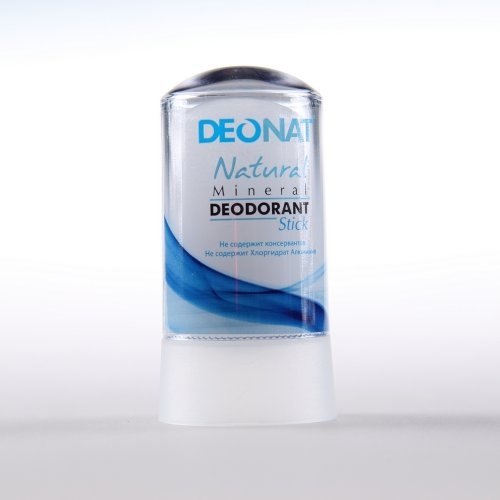 DEONAT
Natural
Mineral
DEODORANT
Stick
Не содержит консервантов
Не содержит Хлоргидрат Алюминия